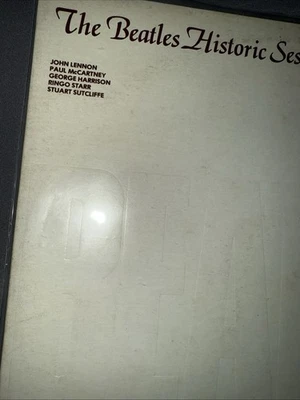 The Beatles Historic Ses
JOHN LENNON
PAUL McCARTNEY
GEORGE HARRISON
RINGO STARR
STUART SUTCLIFFE